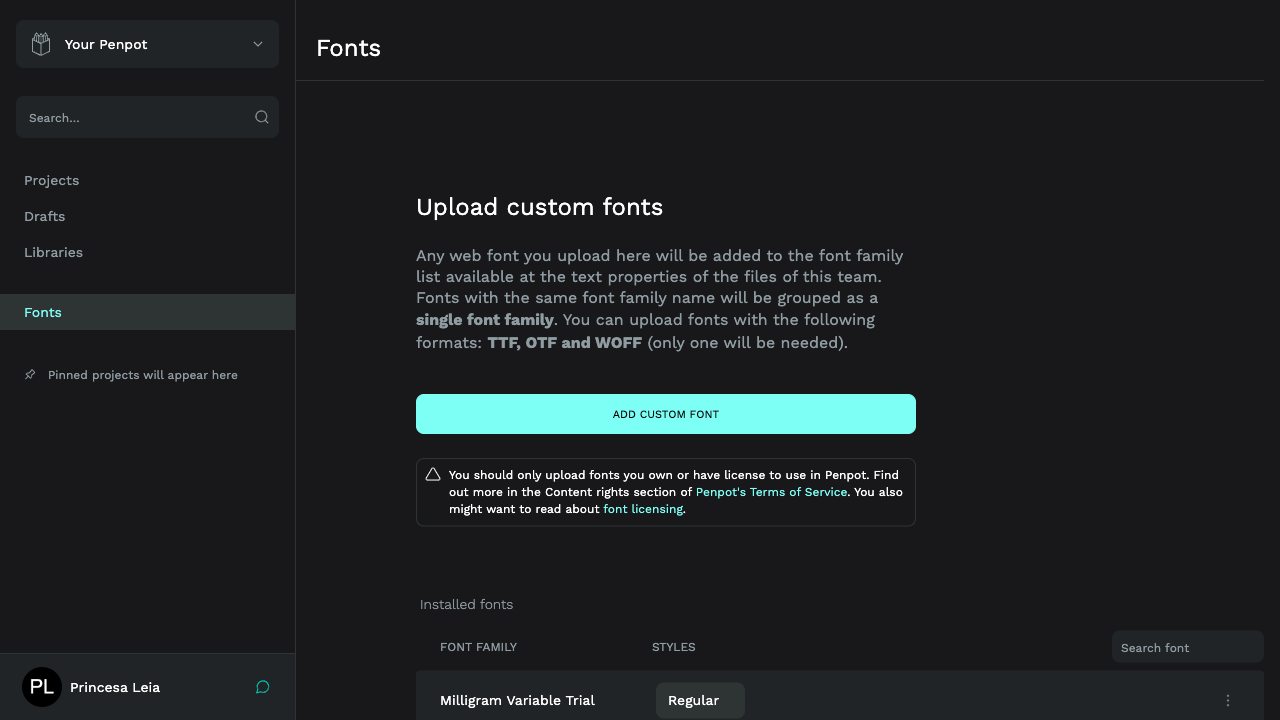 Your Penpot
Search...
Projects
Drafts
Libraries
Fonts
Pinned projects will appear here
PL
Princesa Leia
Fonts
Upload custom fonts
Any web font you upload here will be added to the font family
list available at the text properties of the files of this team.
Fonts with the same font family name will be grouped as a
single font family. You can upload fonts with the following
formats: TTF, OTF and WOFF (only one will be needed).
ADD CUSTOM FONT
You should only upload fonts you own or have license to use in Penpot. Find
out more in the Content rights section of Penpot's Terms of Service. You also
might want to read about font licensing.
Installed fonts
FONT FAMILY
STYLES
Search font
Milligram Variable Trial
Regular